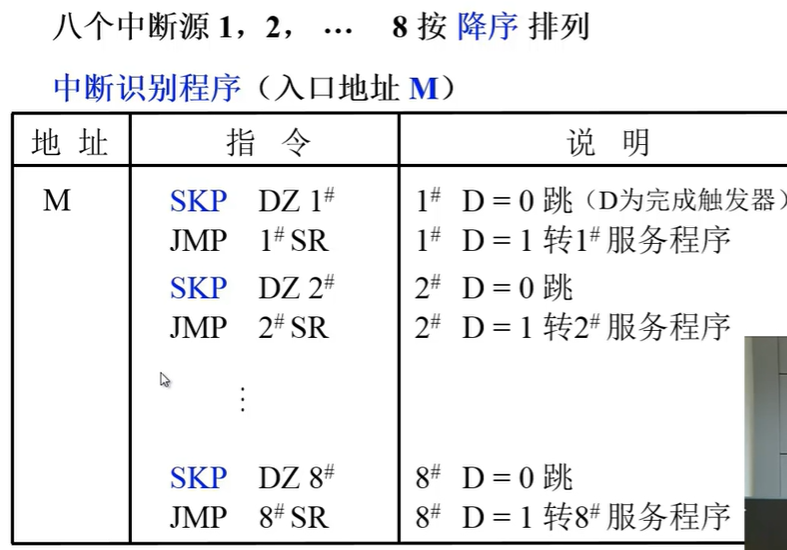 八个中断源 1，2， … 8 按 降序 排列
中断识别程序（入口地址 M）
地 址 指 令 说 明
M SKP DZ 1# 1# D = 0 跳（D为完成触发器）
JMP 1# SR 1# D = 1 转1# 服务程序
SKP DZ 2# 2# D = 0 跳
JMP 2# SR 2# D = 1 转2# 服务程序
⋮
SKP DZ 8# 8# D = 0 跳
JMP 8# SR 8# D = 1 转8# 服务程序